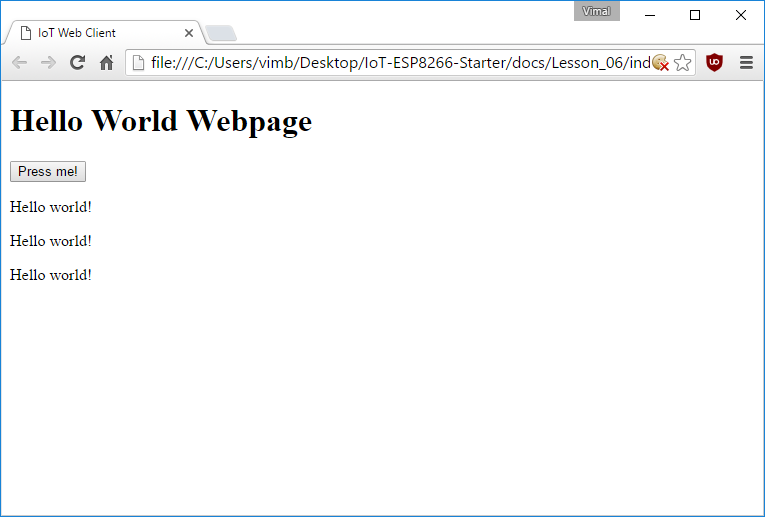 Vimal
IoT Web Client
file:///C:/Users/vimb/Desktop/IoT-ESP8266-Starter/docs/Lesson_06/ind
Hello World Webpage
Press me!
Hello world!
Hello world!
Hello world!